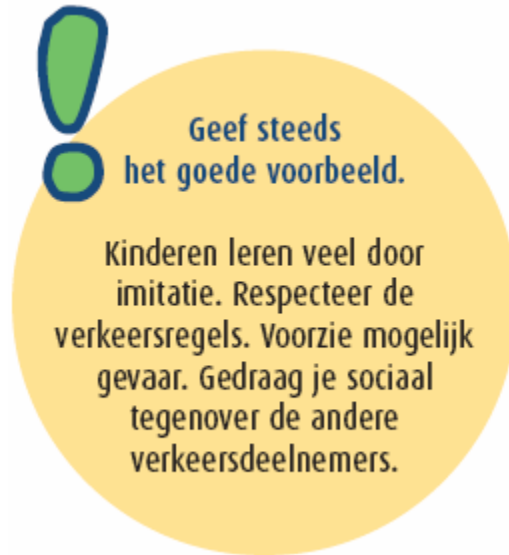 Geef steeds
het goede voorbeeld.
Kinderen leren veel door
imitatie. Respecteer de
verkeersregels. Voorzie mogelijk
gevaar. Gedraag je sociaal
tegenover de andere
verkeersdeelnemers.